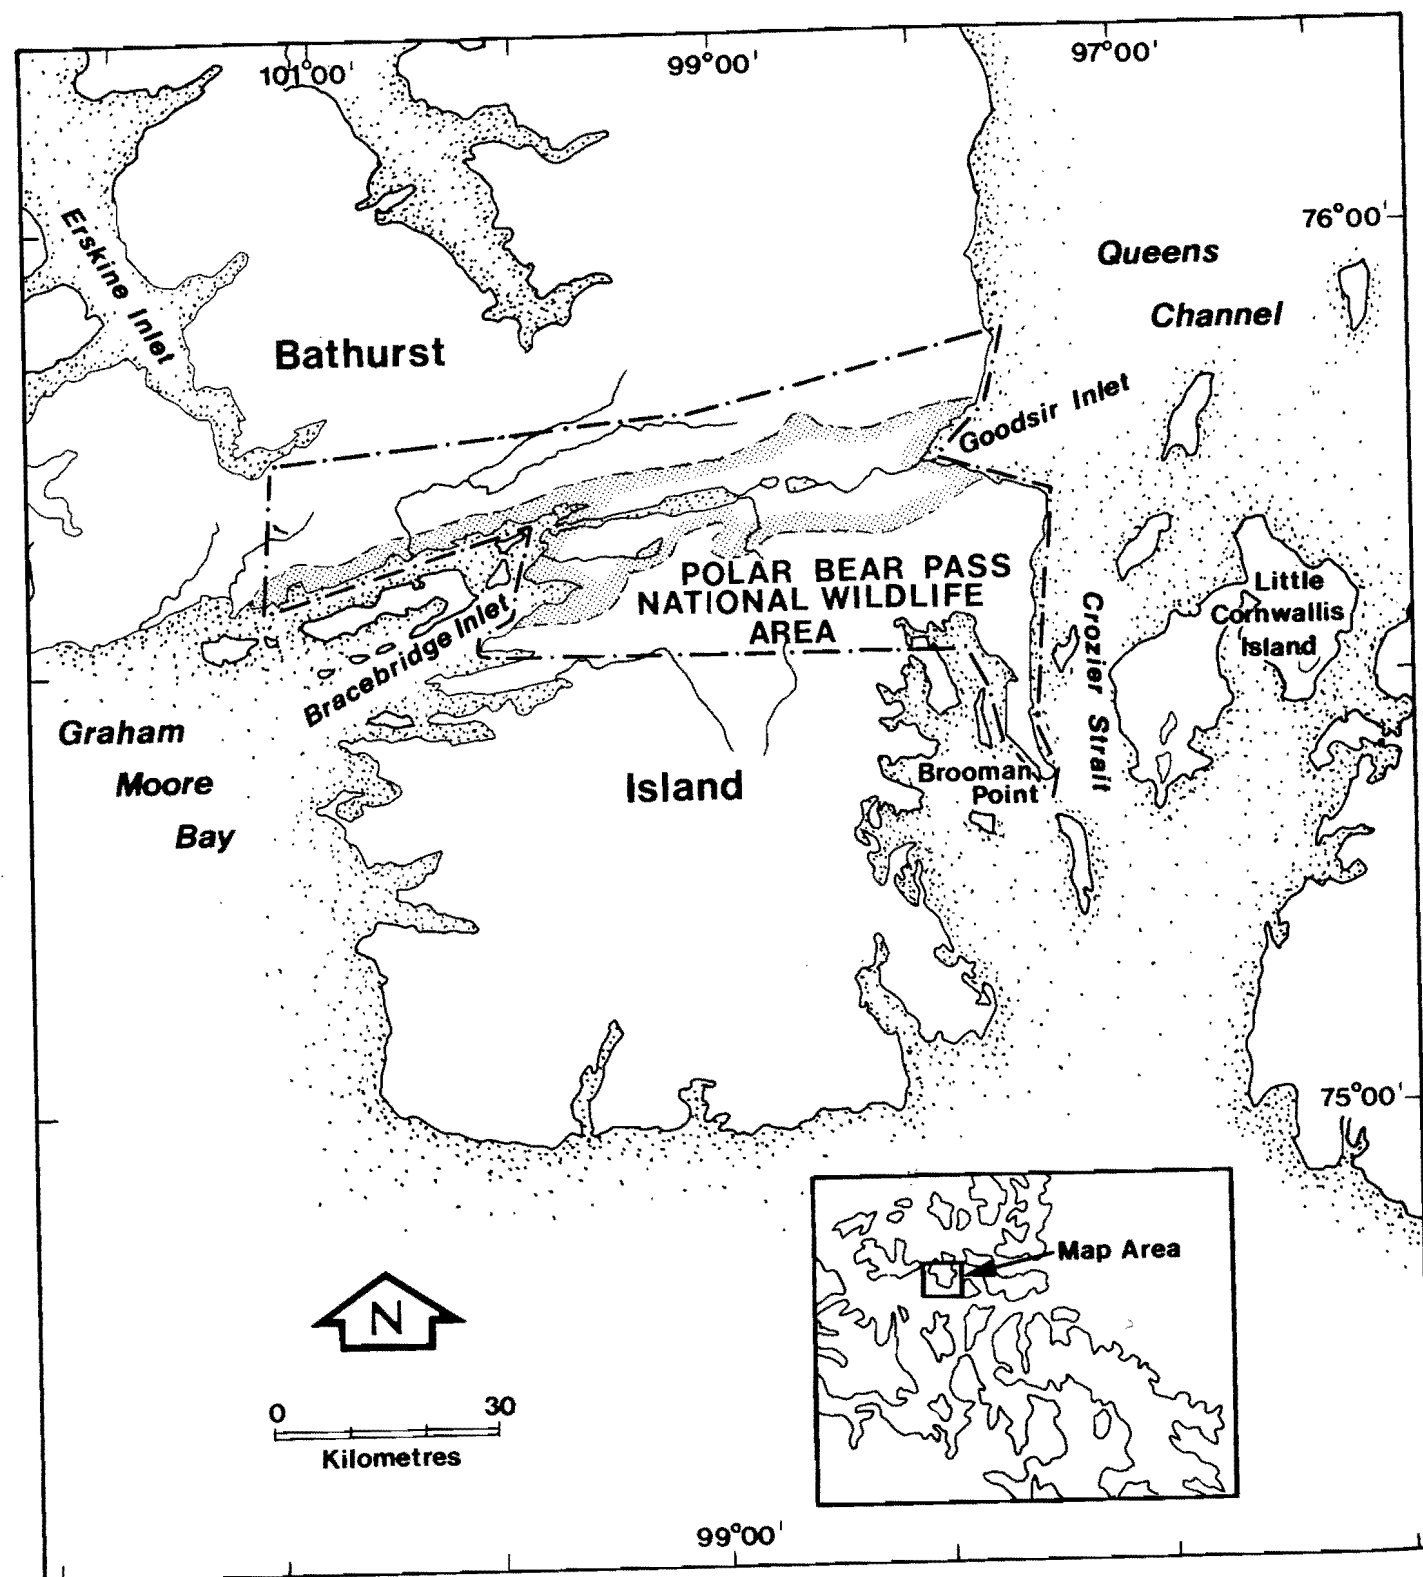 101°00'
99°00'
97°00'
76°00'
Queens
Channel
Erskine Inlet
Bathurst
Goodsir Inlet
POLAR BEAR PASS
NATIONAL WILDLIFE
AREA
Little
Cornwallis
Island
Bracebridge Inlet
Crozier Strait
Graham
Moore
Bay
Island
Brooman
Point
75°00'
Map Area
N
0 30
Kilometres
99°00'